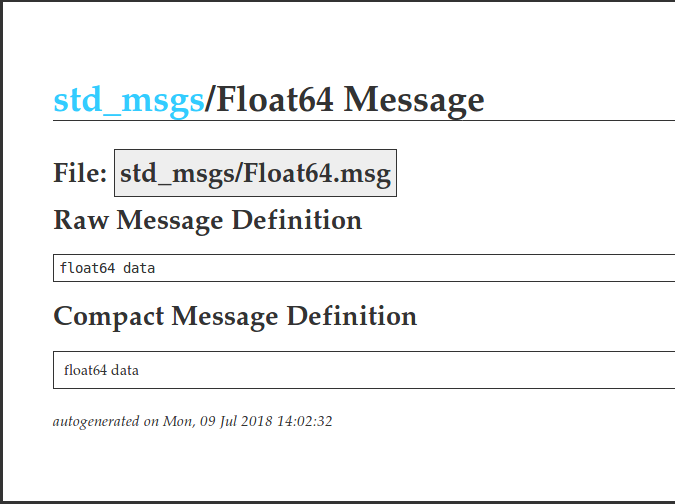 std_msgs/Float64 Message
File: std_msgs/Float64.msg
Raw Message Definition
float64 data
Compact Message Definition
float64 data
autogenerated on Mon, 09 Jul 2018 14:02:32